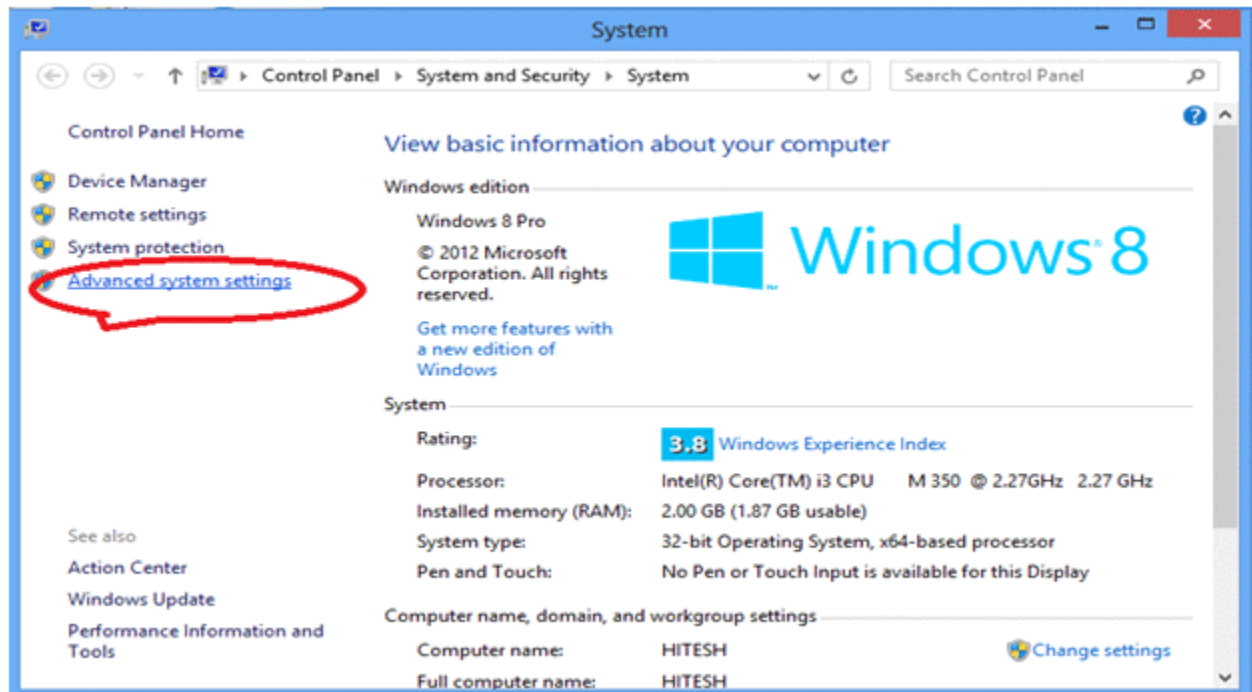 System
Control Panel ▸ System and Security ▸ System
Search Control Panel
Control Panel Home
Device Manager
Remote settings
System protection
Advanced system settings
See also
Action Center
Windows Update
Performance Information and
Tools
View basic information about your computer
Windows edition
Windows 8 Pro
© 2012 Microsoft
Corporation. All rights
reserved.
Get more features with
a new edition of
Windows
Windows 8
System
Rating: 3,8 Windows Experience Index
Processor: Intel(R) Core(TM) i3 CPU M 350 @ 2.27GHz 2.27 GHz
Installed memory (RAM): 2.00 GB (1.87 GB usable)
System type: 32-bit Operating System, x64-based processor
Pen and Touch: No Pen or Touch Input is available for this Display
Computer name, domain, and workgroup settings
Computer name: HITESH Change settings
Full computer name: HITESH